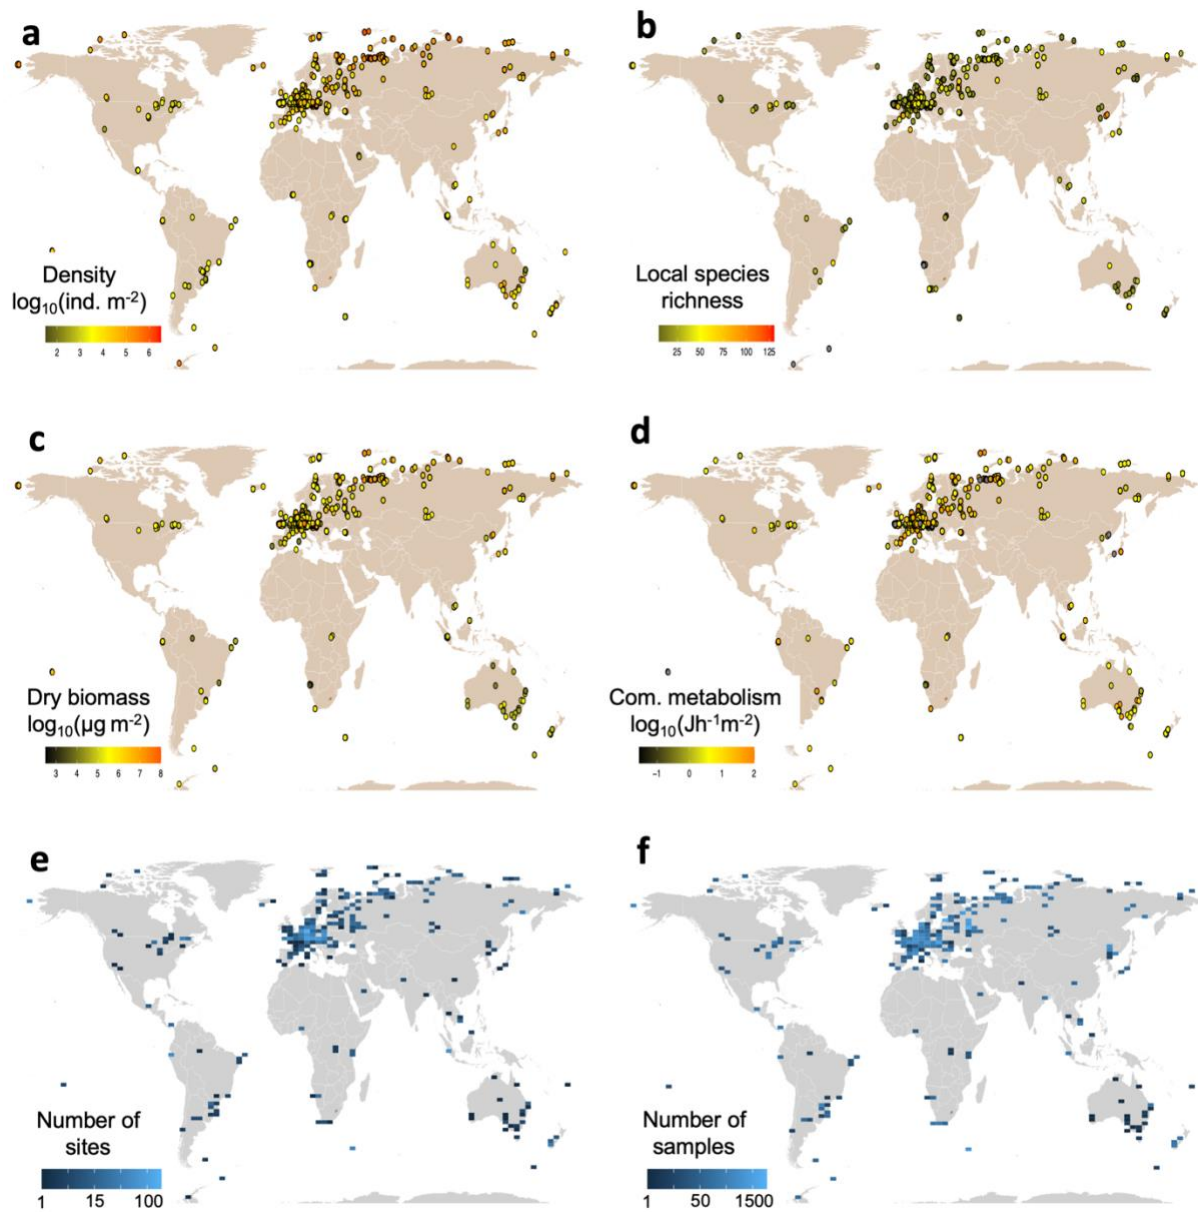 a
Density
log₁₀(ind. m⁻²)
2 3 4 5 6
b
Local species
richness
25 50 75 100 125
c
Dry biomass
log₁₀(µg m⁻²)
3 4 5 6 7 8
d
Com. metabolism
log₁₀(Jh⁻¹m⁻²)
−1 0 1 2
e
Number of
sites
1 15 100
f
Number of
samples
1 50 1500